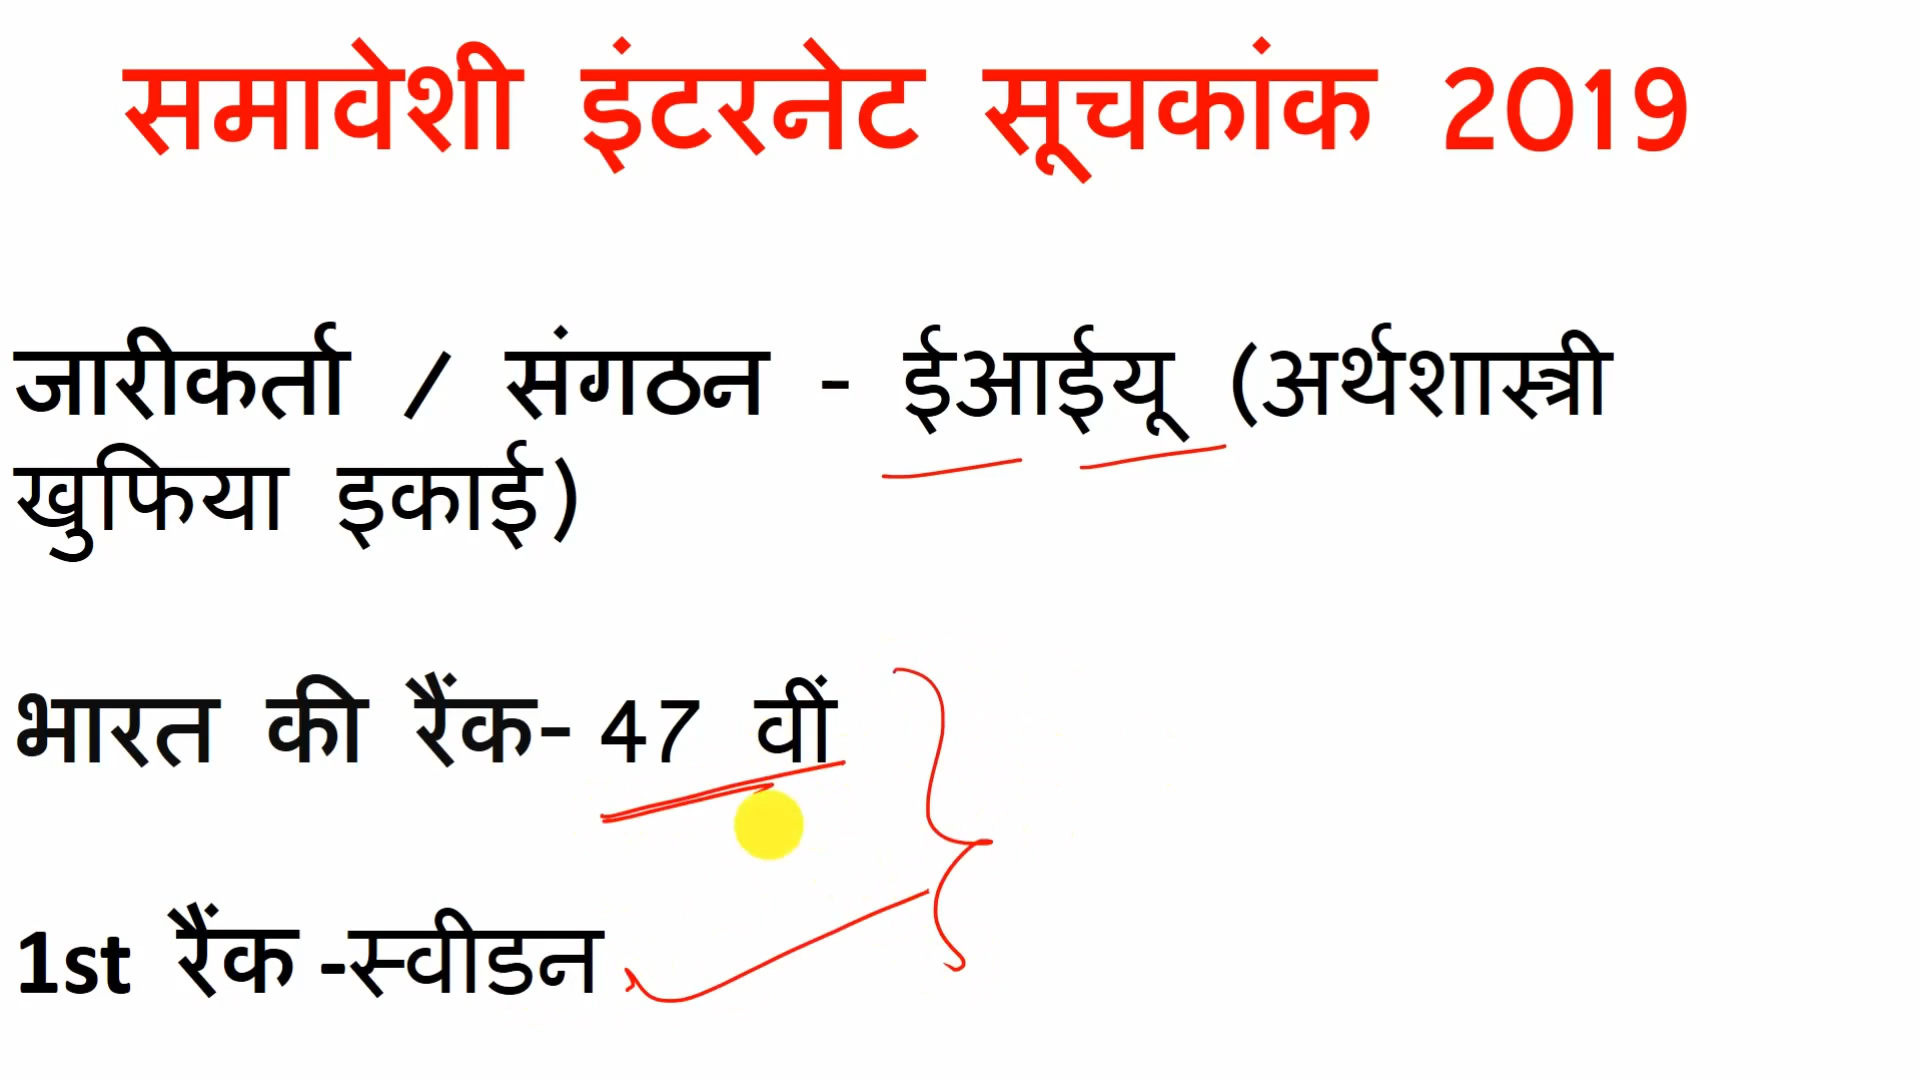 समावेशी इंटरनेट सूचकांक 2019
जारीकर्ता / संगठन - ईआईयू (अर्थशास्त्री
खुफिया इकाई)
भारत की रैंक- 47 वीं
1st रैंक -स्वीडन